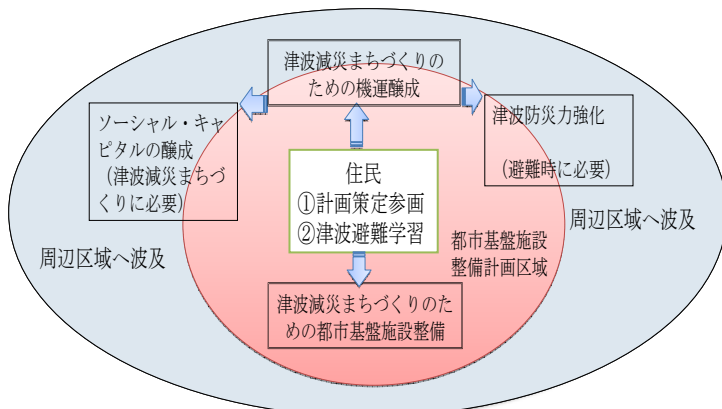 津波減災まちづくりの
ための機運醸成
ソーシャル・キャ
ピタルの醸成
（津波減災まちづ
くりに必要）
津波防災力強化
（避難時に必要）
住民
①計画策定参画
②津波避難学習
周辺区域へ波及
都市基盤施設
整備計画区域
周辺区域へ波及
津波減災まちづくりのた
めの都市基盤施設整備